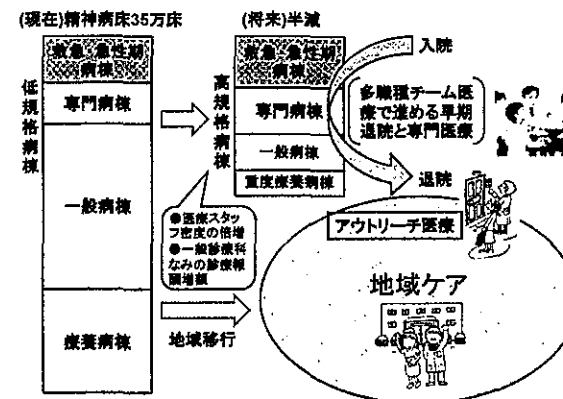 (現在)精神病床35万床
(将来)半減
低規格病棟
救急・急性期
病棟
専門病棟
一般病棟
療養病棟
高規格病棟
救急・急性期
病棟
専門病棟
一般病棟
重度療養病棟
入院
多職種チーム医
療で進める早期
退院と専門医療
退院
●医療スタッ
フ密度の倍増
●一般診療科
なみの診療報
酬増額
地域移行
アウトリーチ医療
地域ケア